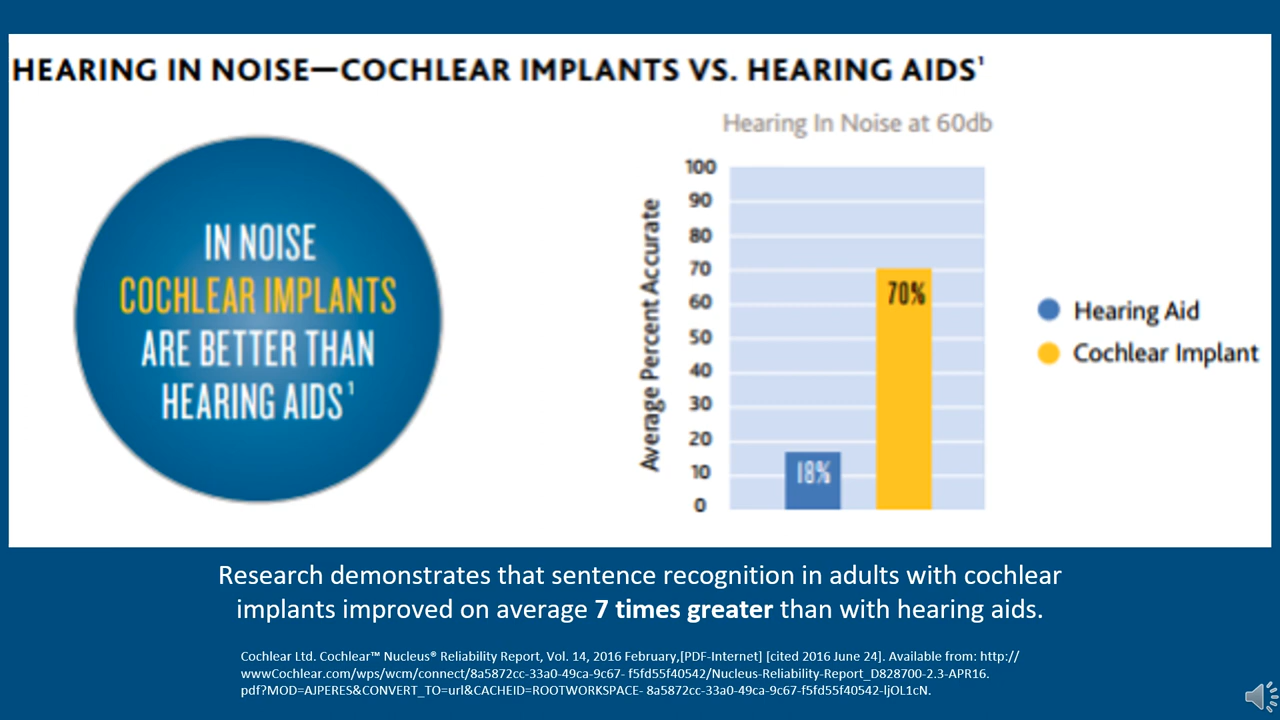 HEARING IN NOISE—COCHLEAR IMPLANTS VS. HEARING AIDS¹
IN NOISE
COCHLEAR IMPLANTS
ARE BETTER THAN
HEARING AIDS¹
Hearing In Noise at 60db
Average Percent Accurate
100
90
80
70
60
50
40
30
20
10
0
18%
70%
Hearing Aid
Cochlear Implant
Research demonstrates that sentence recognition in adults with cochlear
implants improved on average 7 times greater than with hearing aids.
Cochlear Ltd. Cochlear™ Nucleus® Reliability Report, Vol. 14, 2016 February,[PDF-Internet] [cited 2016 June 24]. Available from: http://
wwwCochlear.com/wps/wcm/connect/8a5872cc-33a0-49ca-9c67- f5fd55f40542/Nucleus-Reliability-Report_D828700-2.3-APR16.
pdf?MOD=AJPERES&CONVERT_TO=url&CACHEID=ROOTWORKSPACE- 8a5872cc-33a0-49ca-9c67-f5fd55f40542-ljOL1cN.